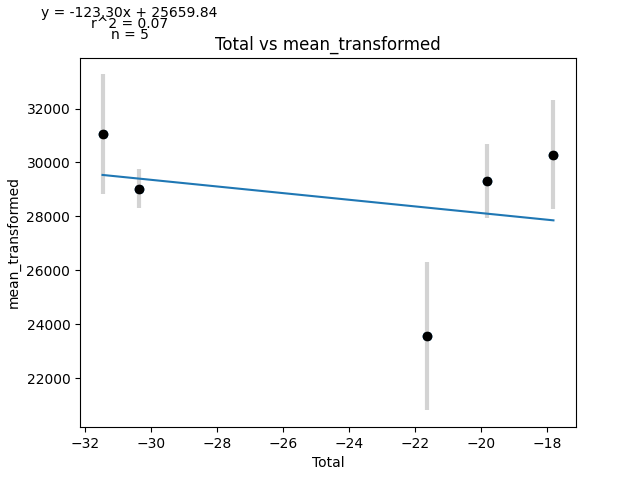 y = -123.30x + 25659.84
r^2 = 0.07
n = 5
Total vs mean_transformed
mean_transformed
32000
30000
28000
26000
24000
22000
−32
−30
−28
−26
−24
−22
−20
−18
Total